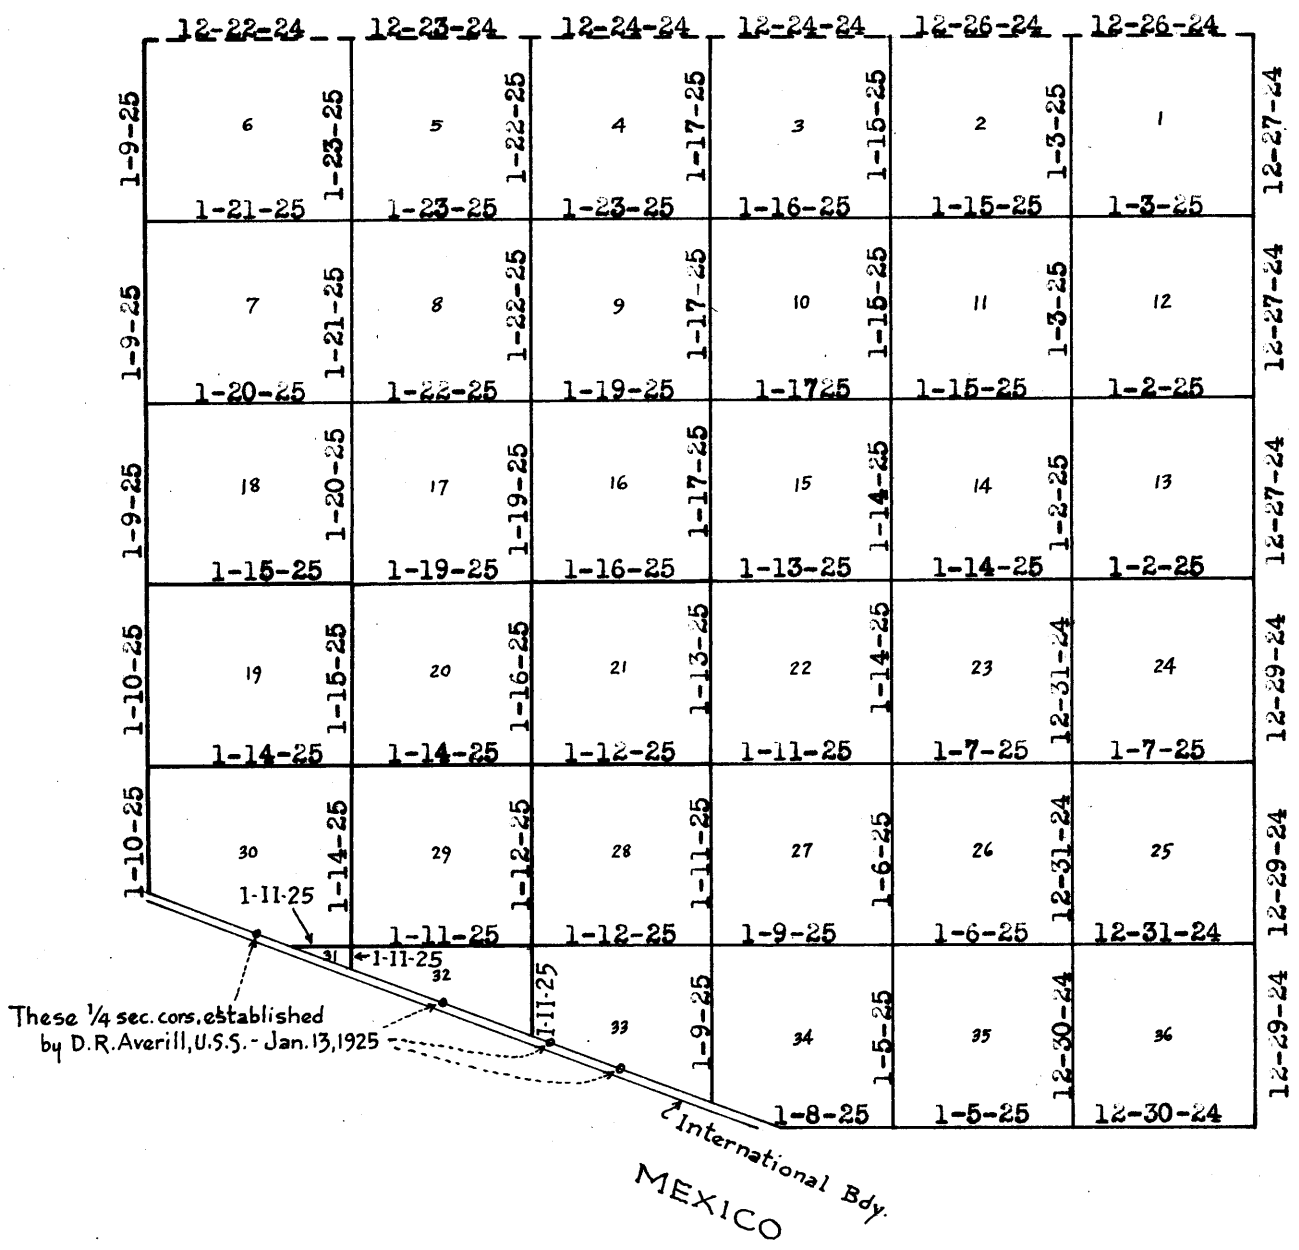 12-22-24 12-23-24 12-24-24 12-24-24 12-26-24 12-26-24
1-9-25 6 1-23-25 5 1-22-25 4 1-17-25 3 1-15-25 2 1-3-25 1 12-27-24
1-21-25 1-23-25 1-23-25 1-16-25 1-15-25 1-3-25
1-9-25 7 1-21-25 8 1-22-25 9 1-17-25 10 1-15-25 11 1-3-25 12 12-27-24
1-20-25 1-22-25 1-19-25 1-1725 1-15-25 1-2-25
1-9-25 18 1-20-25 17 1-19-25 16 1-17-25 15 1-14-25 14 1-2-25 13 12-27-24
1-15-25 1-19-25 1-16-25 1-13-25 1-14-25 1-2-25
1-10-25 19 1-15-25 20 1-16-25 21 1-13-25 22 1-14-25 23 12-31-24 24 12-29-24
1-14-25 1-14-25 1-12-25 1-11-25 1-7-25 1-7-25
1-10-25 30 1-14-25 29 1-12-25 28 1-11-25 27 1-6-25 26 12-31-24 25 12-29-24
1-11-25
1-11-25 1-12-25 1-9-25 1-6-25 12-31-24
31 1-11-25
32 1-11-25 33 1-9-25 34 1-5-25 35 12-30-24 36 12-29-24
These 1/4 sec. cors. established
by D.R. Averill, U.S.S. - Jan. 13, 1925
1-8-25 1-5-25 12-30-24
International Bdy.
MEXICO